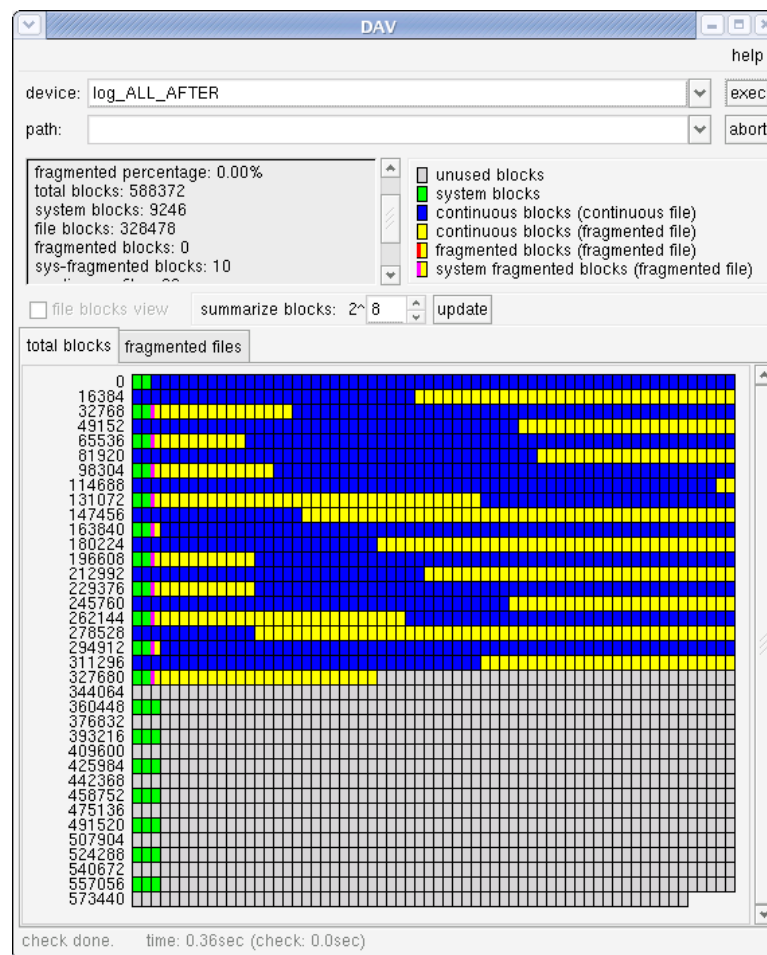 DAV
help
device: log_ALL_AFTER exec
path: abort
fragmented percentage: 0.00%
total blocks: 588372
system blocks: 9246
file blocks: 328478
fragmented blocks: 0
sys-fragmented blocks: 10
unused blocks
system blocks
continuous blocks (continuous file)
continuous blocks (fragmented file)
fragmented blocks (fragmented file)
system fragmented blocks (fragmented file)
file blocks view summarize blocks: 2^ 8 update
total blocks fragmented files
0
16384
32768
49152
65536
81920
98304
114688
131072
147456
163840
180224
196608
212992
229376
245760
262144
278528
294912
311296
327680
344064
360448
376832
393216
409600
425984
442368
458752
475136
491520
507904
524288
540672
557056
573440
check done. time: 0.36sec (check: 0.0sec)